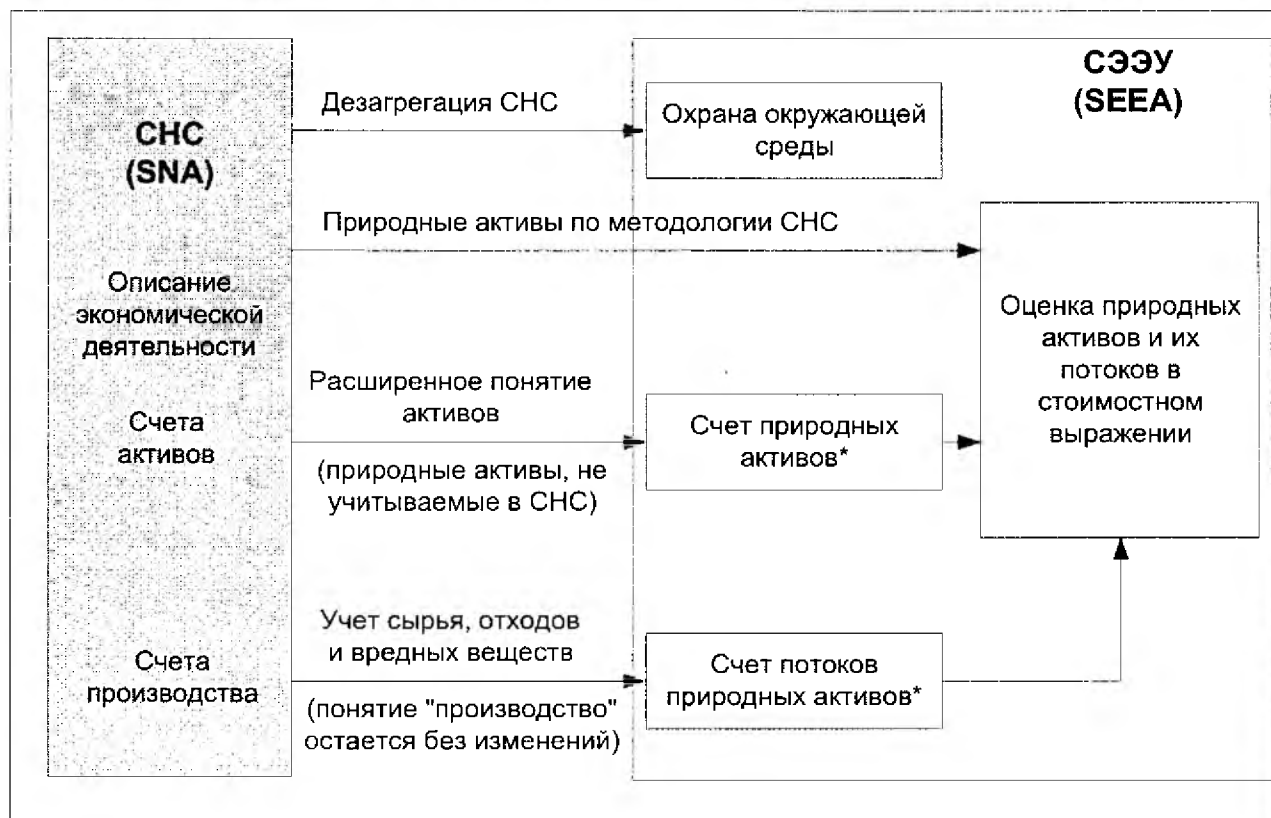 СНС
(SNA)
Описание
экономической
деятельности
Счета
активов
Счета
производства
Дезагрегация СНС
Природные активы по методологии СНС
Расширенное понятие
активов
(природные активы, не
учитываемые в СНС)
Учет сырья, отходов
и вредных веществ
(понятие "производство"
остается без изменений)
СЭЭУ
(SEEA)
Охрана окружающей
среды
Счет природных
активов*
Счет потоков
природных активов*
Оценка природных
активов и их
потоков в
стоимостном
выражении